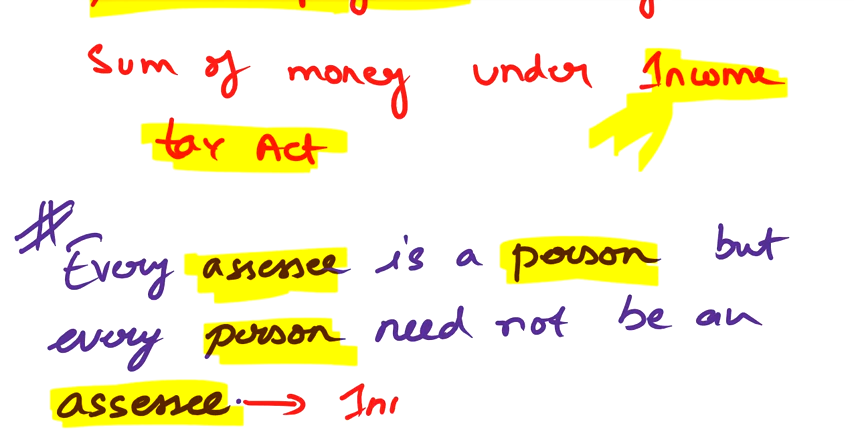 Sum of money under Income
tax Act
# Every assessee is a person but
every person need not be an
assessee. →